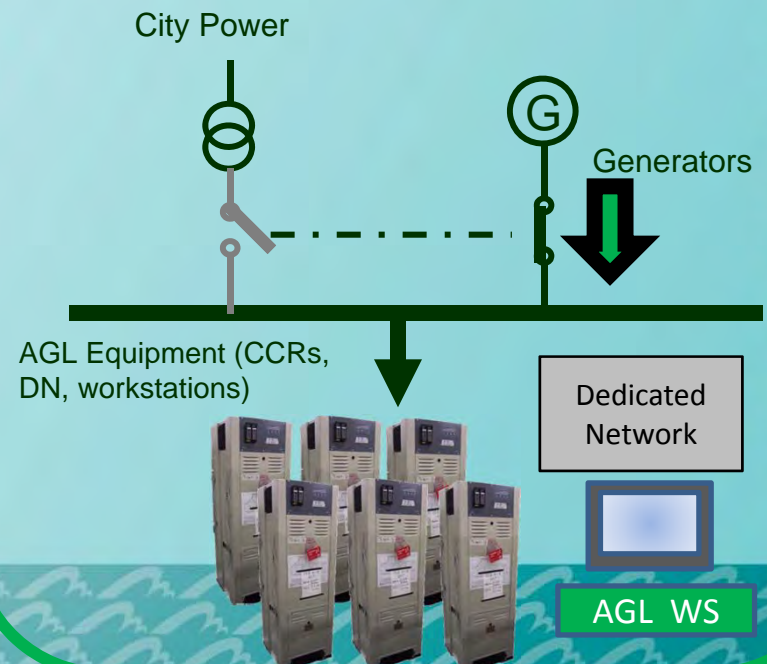 City Power
G
Generators
AGL Equipment (CCRs,
DN, workstations)
Dedicated
Network
AGL WS